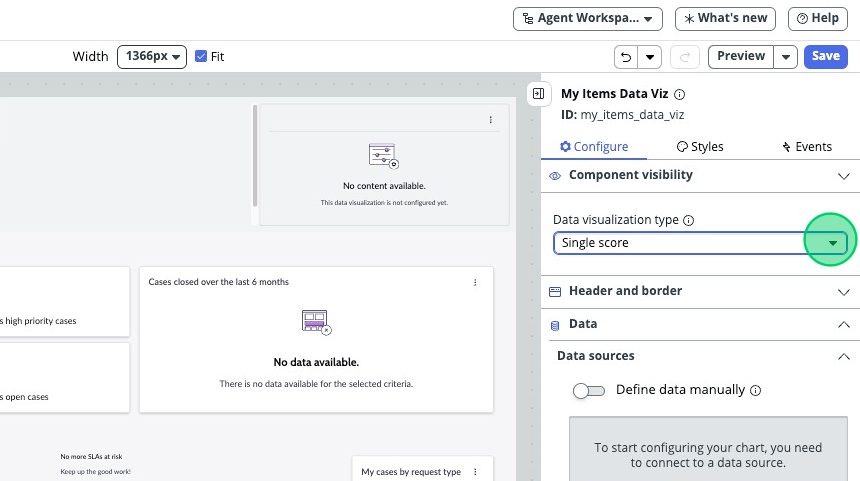 Agent Workspa...
What's new
Help
Width
1366px
Fit
Preview
Save
My Items Data Viz
ID: my_items_data_viz
Configure
Styles
Events
Component visibility
Data visualization type
Single score
Header and border
Data
Data sources
Define data manually
To start configuring your chart, you need
to connect to a data source.
No content available.
This data visualization is not configured yet.
Cases closed over the last 6 months
s high priority cases
No data available.
There is no data available for the selected criteria.
s open cases
No more SLAs at risk
Keep up the good work!
My cases by request type